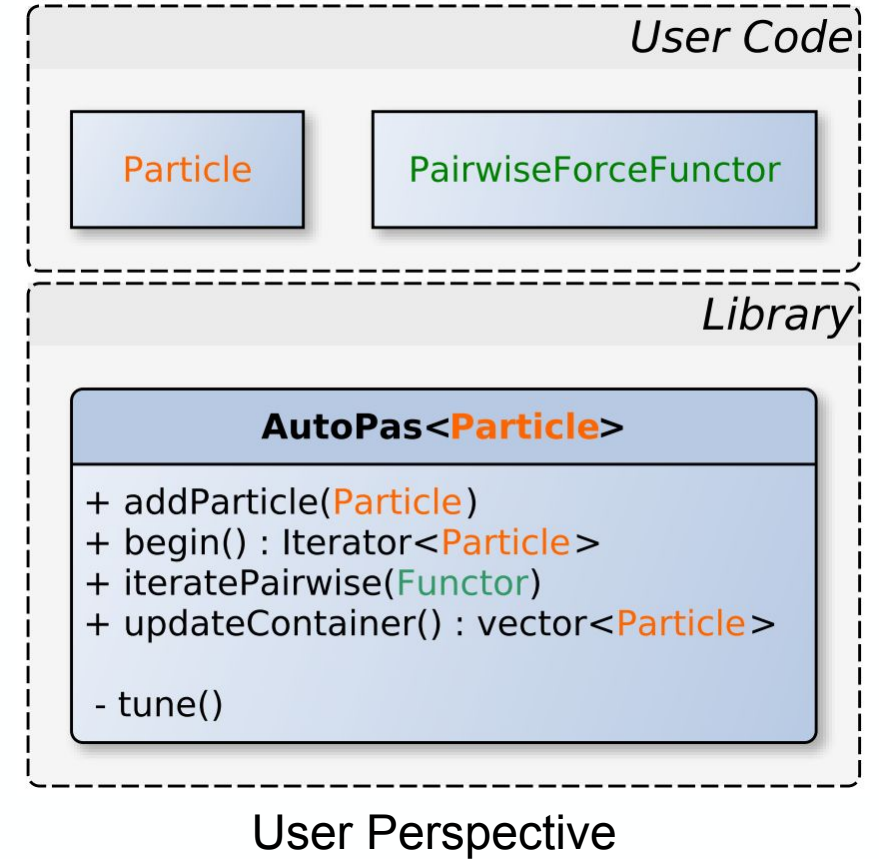 User Code
Particle
PairwiseForceFunctor
Library
AutoPas<Particle>
+ addParticle(Particle)
+ begin() : Iterator<Particle>
+ iteratePairwise(Functor)
+ updateContainer() : vector<Particle>
- tune()
User Perspective